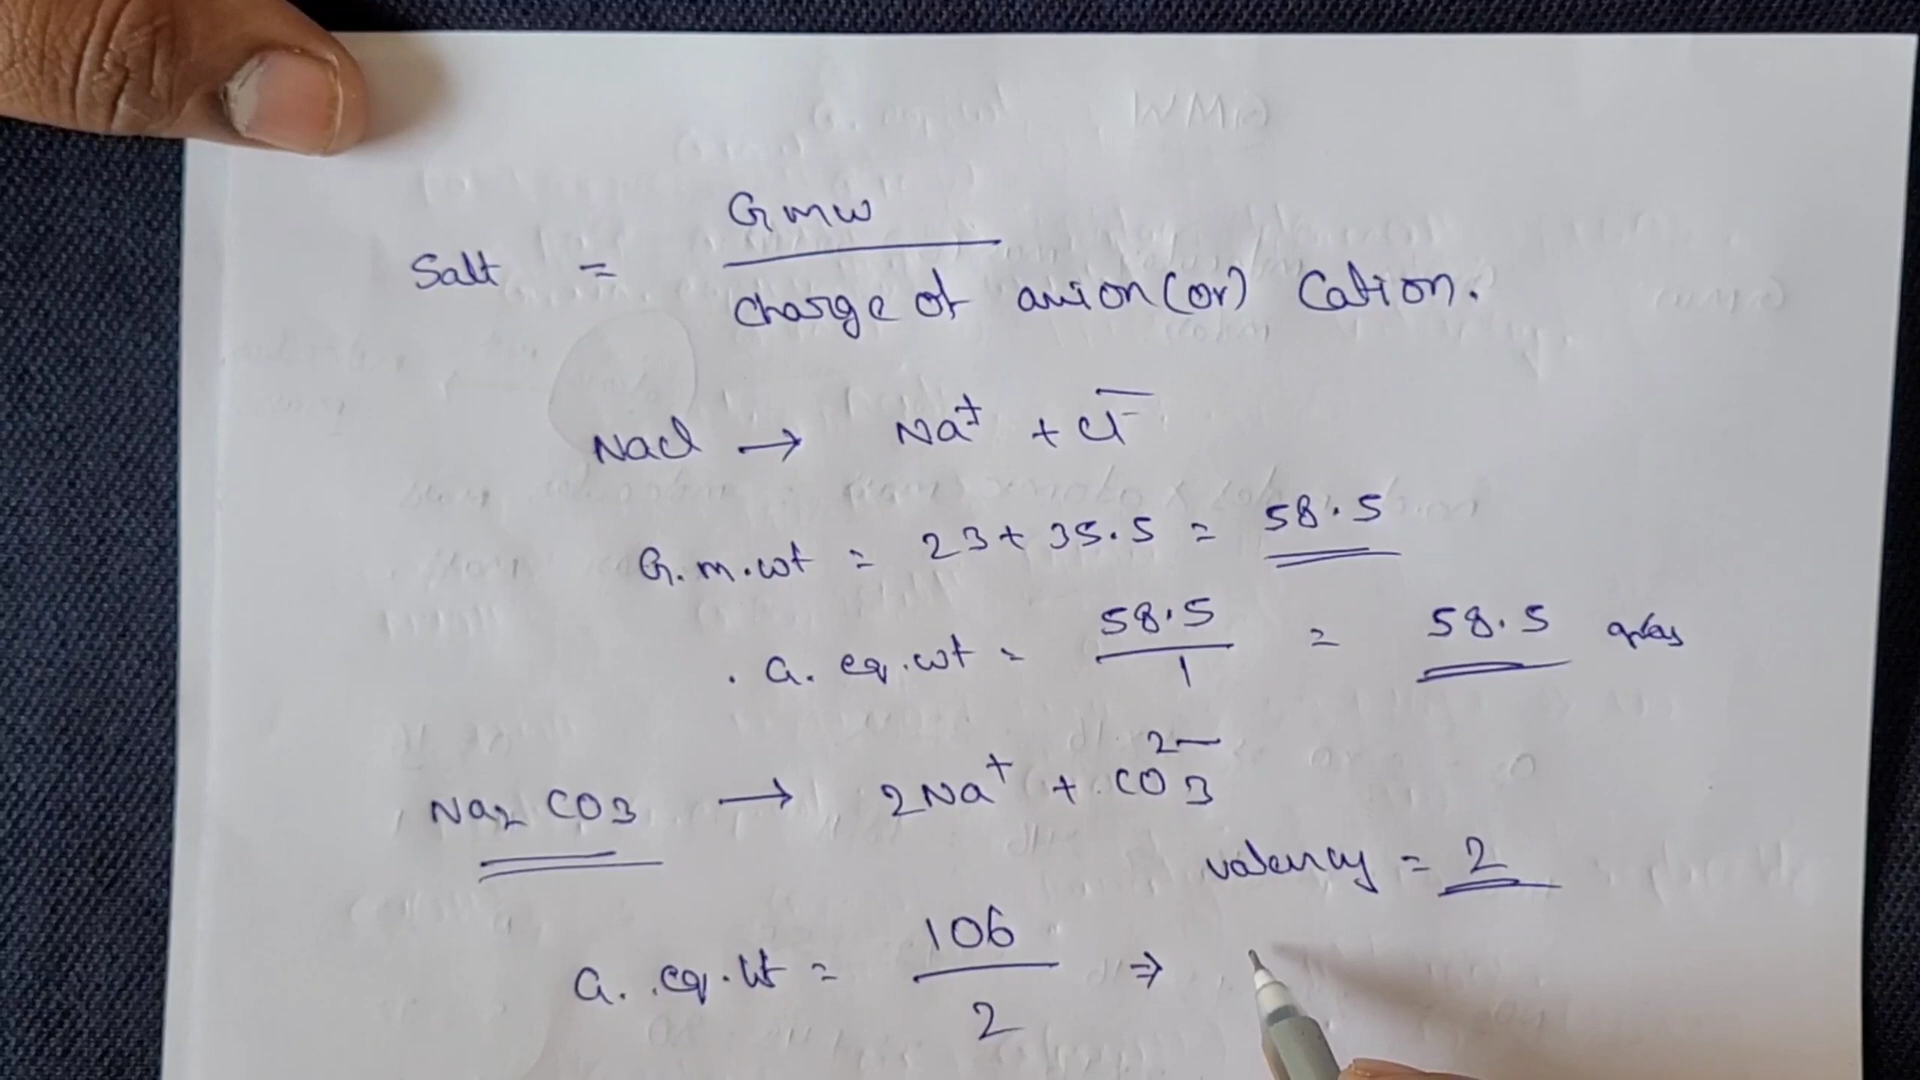 Gmw
Salt = charge of anion (or) Cation.
NaCl → Na+ + Cl-
G.m.wt = 23 + 35.5 = 58.5
. G. eq. wt = 58.5 / 1 = 58.5
Na2 CO3 → 2Na+ + CO3 2-
valency = 2
G. eq. wt = 106 / 2 ⇒